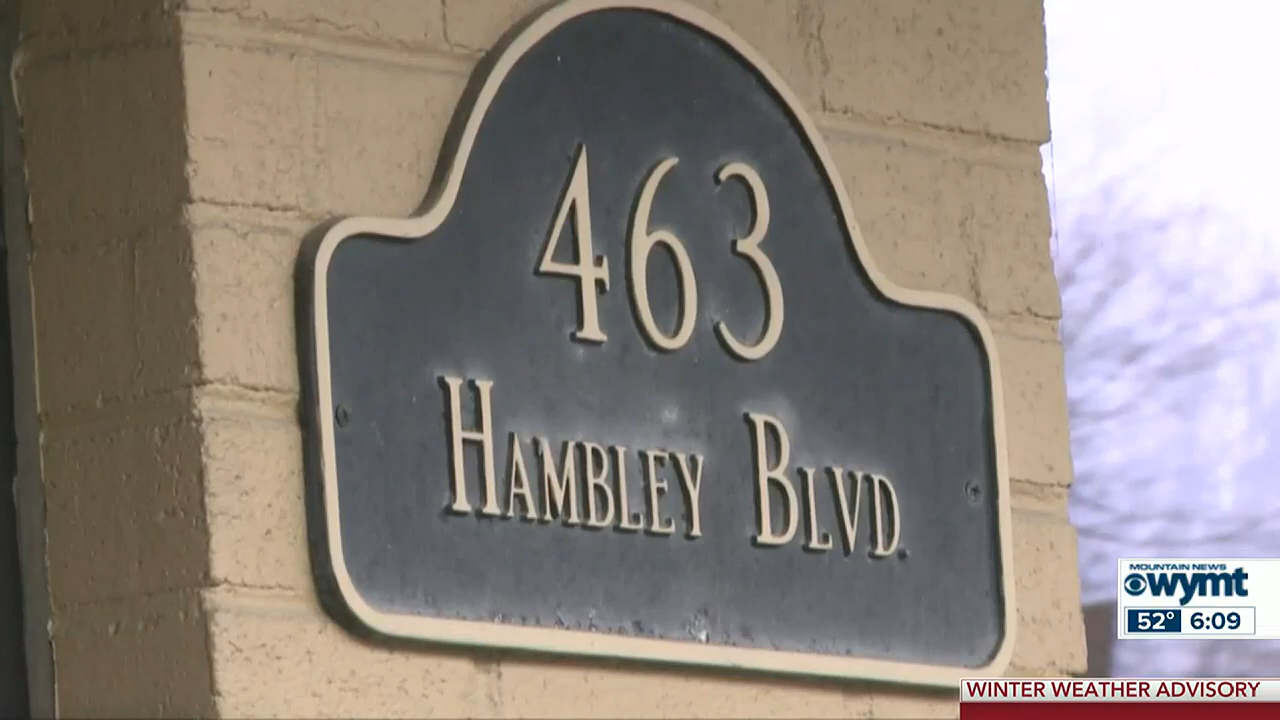 463
HAMBLEY BLVD.
MOUNTAIN NEWS
wymt
52° 6:09
WINTER WEATHER ADVISORY